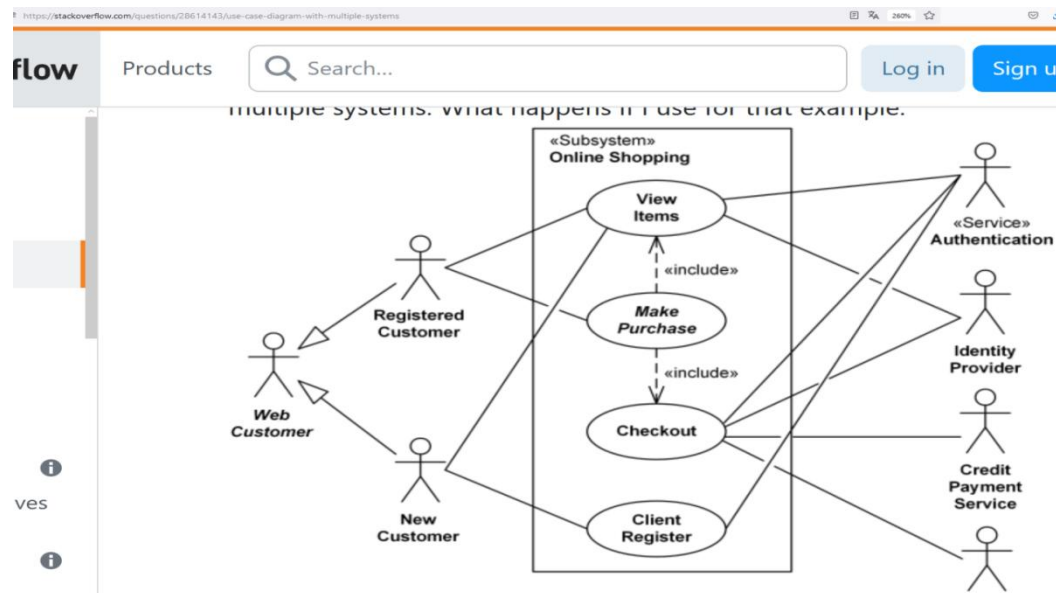 https://stackoverflow.com/questions/28614143/use-case-diagram-with-multiple-systems
260%
flow
Products
Search...
Log in
Sign u
multiple systems. What happens if I use for that example.
«Subsystem»
Online Shopping
View
Items
«Service»
Authentication
«include»
Registered
Customer
Make
Purchase
Identity
Provider
«include»
Web
Customer
Checkout
Credit
Payment
Service
ves
New
Customer
Client
Register